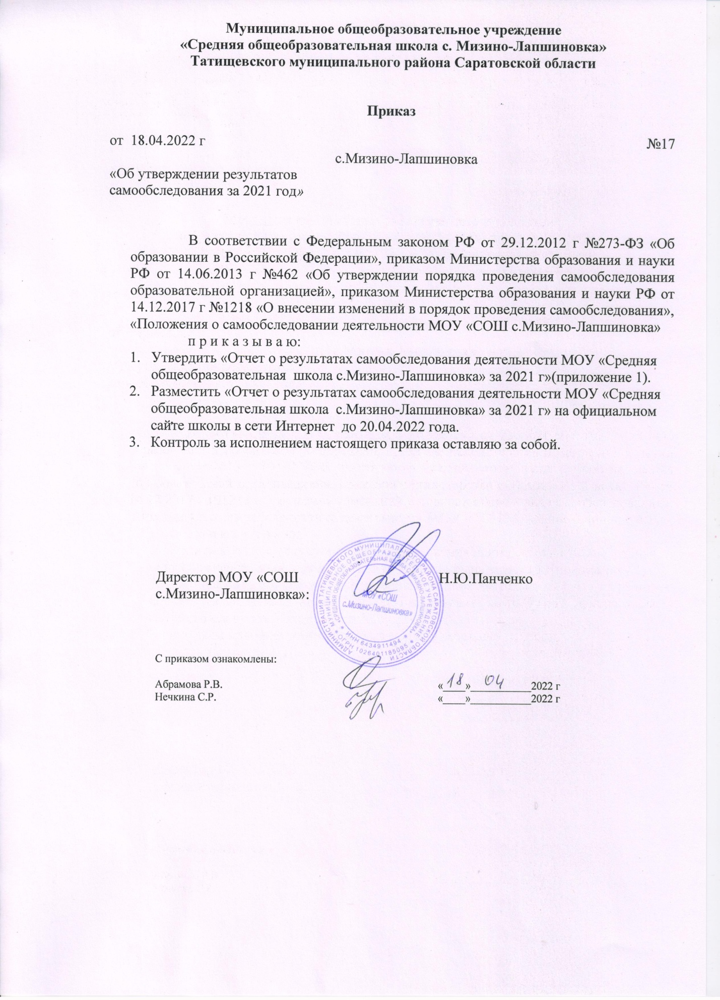 Муниципальное общеобразовательное учреждение
«Средняя общеобразовательная школа с. Мизино-Лапшиновка»
Татищевского муниципального района Саратовской области
Приказ
от 18.04.2022 г
№17
с.Мизино-Лапшиновка
«Об утверждении результатов
самообследования за 2021 год»
В соответствии с Федеральным законом РФ от 29.12.2012 г №273-ФЗ «Об
образовании в Российской Федерации», приказом Министерства образования и науки
РФ от 14.06.2013 г №462 «Об утверждении порядка проведения самообследования
образовательной организацией», приказом Министерства образования и науки РФ от
14.12.2017 г №1218 «О внесении изменений в порядок проведения самообследования»,
«Положения о самообследовании деятельности МОУ «СОШ с.Мизино-Лапшиновка»
п р и к а з ы в а ю:
1. Утвердить «Отчет о результатах самообследования деятельности МОУ «Средняя
общеобразовательная школа с.Мизино-Лапшиновка» за 2021 г»(приложение 1).
2. Разместить «Отчет о результатах самообследования деятельности МОУ «Средняя
общеобразовательная школа с.Мизино-Лапшиновка» за 2021 г» на официальном
сайте школы в сети Интернет до 20.04.2022 года.
3. Контроль за исполнением настоящего приказа оставляю за собой.
Директор МОУ «СОШ
с.Мизино-Лапшиновка»:
Н.Ю.Панченко
АДМИНИСТРАЦИЯ ТАТИЩЕВСКОГО МУНИЦИПАЛЬНОГО РАЙОНА САРАТОВСКОЙ ОБЛАСТИ
* МУНИЦИПАЛЬНОЕ ОБЩЕОБРАЗОВАТЕЛЬНОЕ УЧРЕЖДЕНИЕ * ОГРН 1026401185095
«СРЕДНЯЯ ОБЩЕОБРАЗОВАТЕЛЬНАЯ ШКОЛА С. МИЗИНО-ЛАПШИНОВКА» * ИНН 6434911494 *
МОУ «СОШ
с.Мизино-Лапшиновка»
С приказом ознакомлены:
Абрамова Р.В. «18» 04 2022 г
Нечкина С.Р. «____»___________2022 г